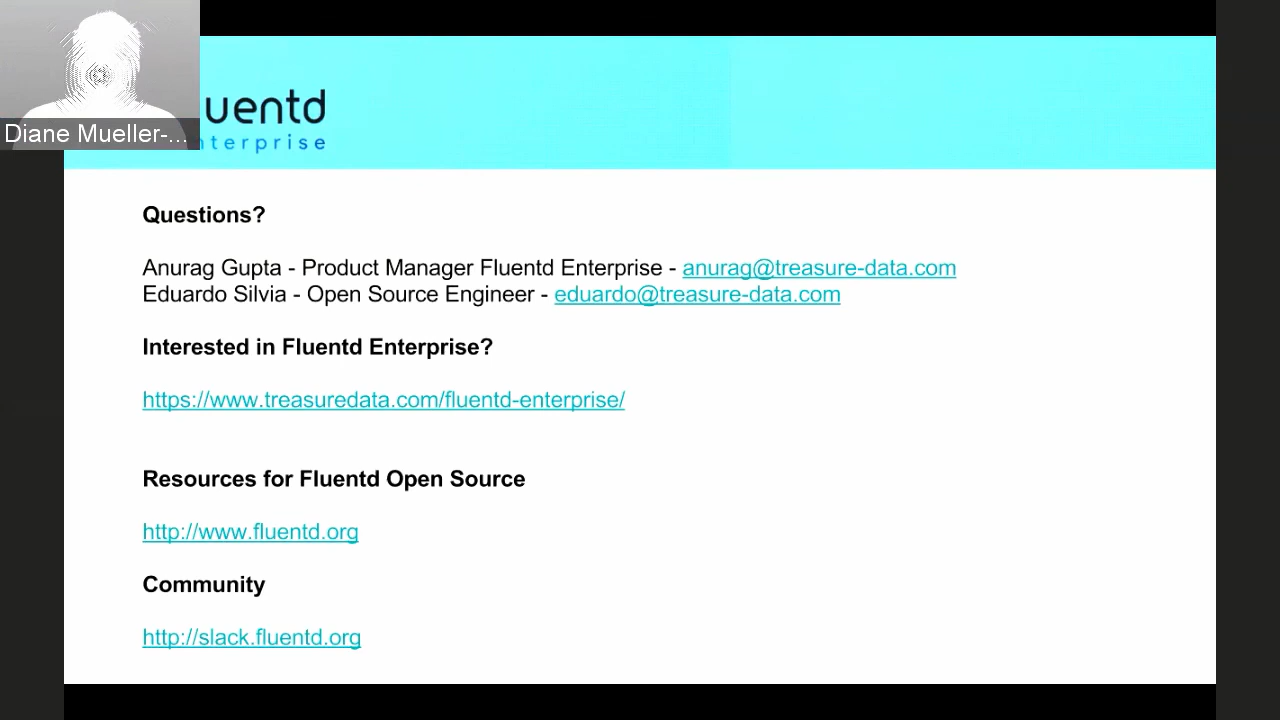 Diane Mueller-...
uentd
nterprise
Questions?
Anurag Gupta - Product Manager Fluentd Enterprise - anurag@treasure-data.com
Eduardo Silvia - Open Source Engineer - eduardo@treasure-data.com
Interested in Fluentd Enterprise?
https://www.treasuredata.com/fluentd-enterprise/
Resources for Fluentd Open Source
http://www.fluentd.org
Community
http://slack.fluentd.org